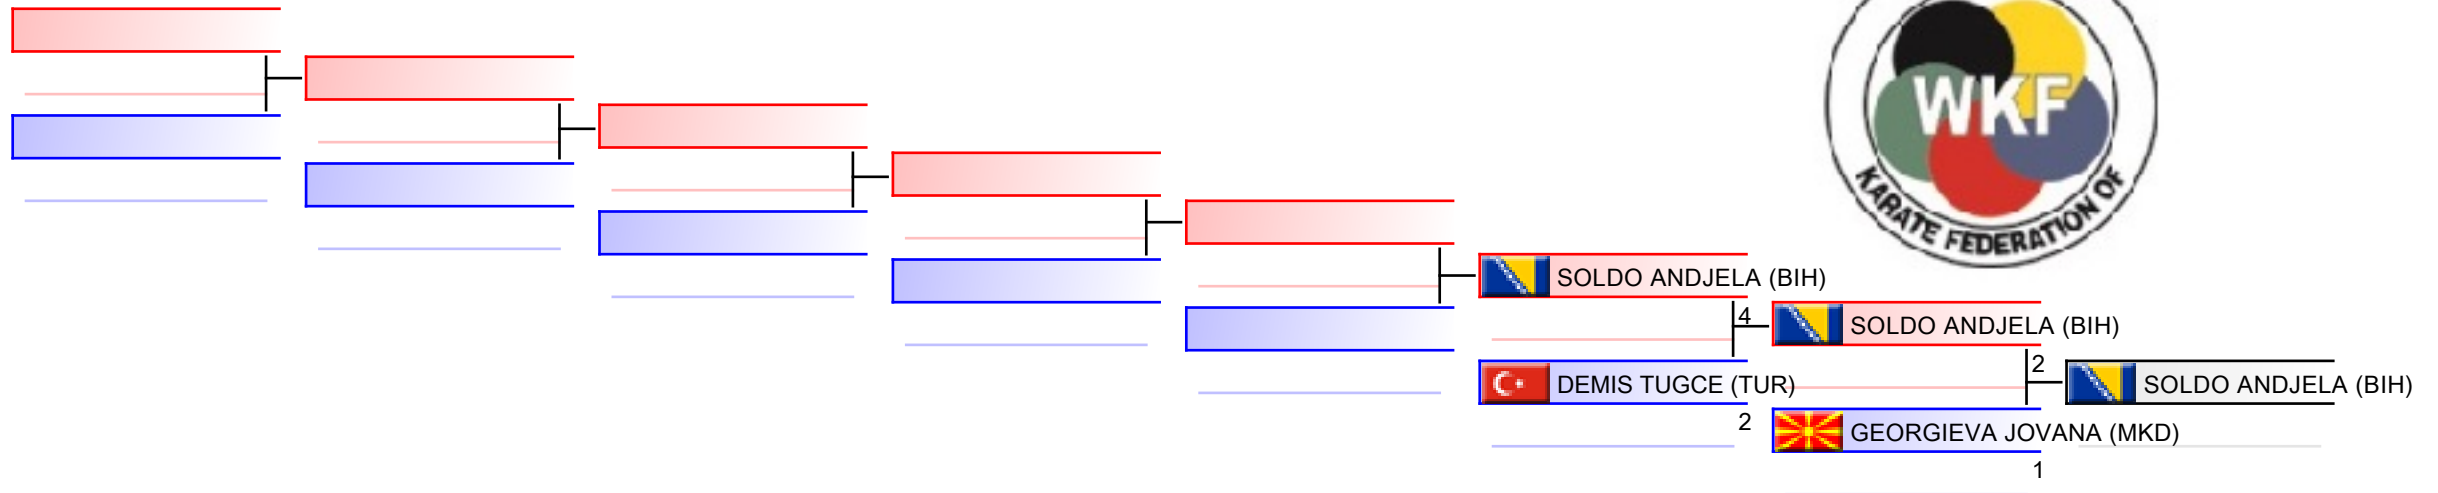 WKF
KARATE FEDERATION OF
SOLDO ANDJELA (BIH)
4
SOLDO ANDJELA (BIH)
DEMIS TUGCE (TUR)
2
SOLDO ANDJELA (BIH)
2
GEORGIEVA JOVANA (MKD)
1